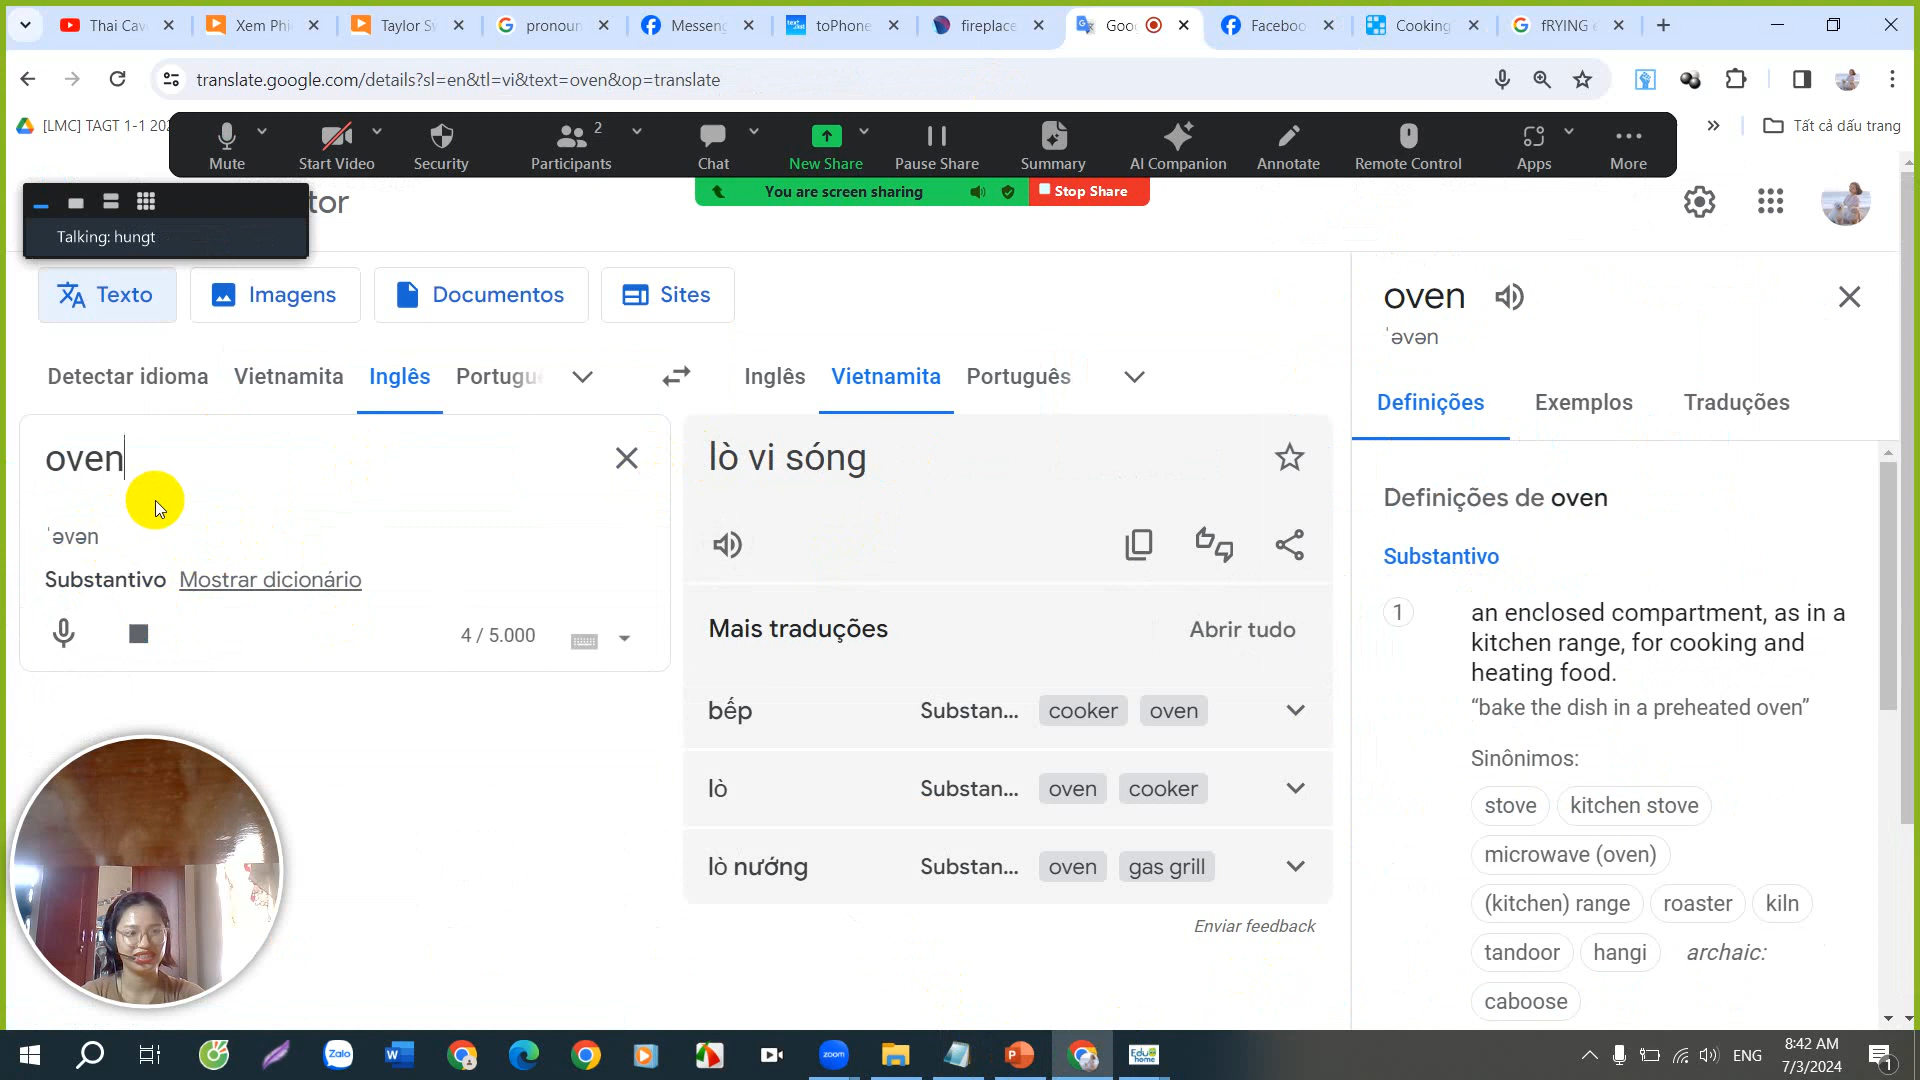 Thai Cav
Xem Phi
Taylor Sw
pronoun
Messeng
toPhone
fireplace
Goo
Faceboo
Cooking
fRYING
translate.google.com/details?sl=en&tl=vi&text=oven&op=translate
[LMC] TAGT 1-1 202
Tất cả dấu trang
2
Mute
Start Video
Security
Participants
Chat
New Share
Pause Share
Summary
AI Companion
Annotate
Remote Control
Apps
More
You are screen sharing
Stop Share
tor
Talking: hungt
Texto
Imagens
Documentos
Sites
Detectar idioma
Vietnamita
Inglês
Portugu
Inglês
Vietnamita
Português
oven
ˈəvən
Substantivo Mostrar dicionário
4 / 5.000
lò vi sóng
Mais traduções
Abrir tudo
bếp Substan... cooker oven
lò Substan... oven cooker
lò nướng Substan... oven gas grill
Enviar feedback
oven
ˈəvən
Definições
Exemplos
Traduções
Definições de oven
Substantivo
1
an enclosed compartment, as in a
kitchen range, for cooking and
heating food.
“bake the dish in a preheated oven”
Sinônimos:
stove
kitchen stove
microwave (oven)
(kitchen) range
roaster
kiln
tandoor
hangi
archaic:
caboose
Zalo
zoom
Edu
home
ENG
8:42 AM
7/3/2024
1